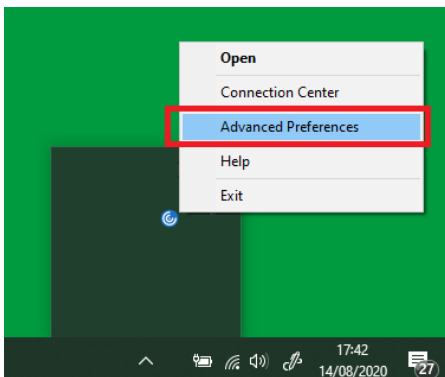 Open
Connection Center
Advanced Preferences
Help
Exit
17:42
14/08/2020
27